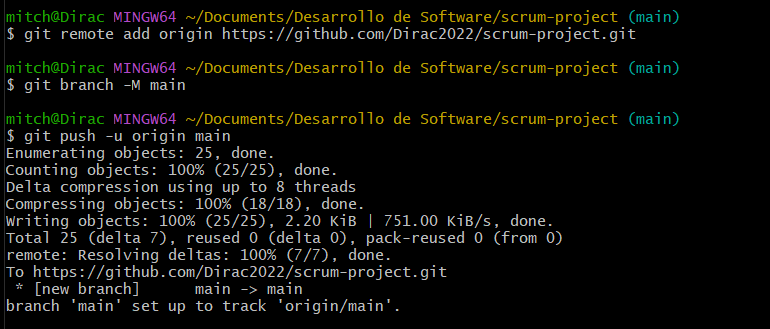 mitch@Dirac MINGW64 ~/Documents/Desarrollo de Software/scrum-project (main)
$ git remote add origin https://github.com/Dirac2022/scrum-project.git
mitch@Dirac MINGW64 ~/Documents/Desarrollo de Software/scrum-project (main)
$ git branch -M main
mitch@Dirac MINGW64 ~/Documents/Desarrollo de Software/scrum-project (main)
$ git push -u origin main
Enumerating objects: 25, done.
Counting objects: 100% (25/25), done.
Delta compression using up to 8 threads
Compressing objects: 100% (18/18), done.
Writing objects: 100% (25/25), 2.20 KiB | 751.00 KiB/s, done.
Total 25 (delta 7), reused 0 (delta 0), pack-reused 0 (from 0)
remote: Resolving deltas: 100% (7/7), done.
To https://github.com/Dirac2022/scrum-project.git
 * [new branch]      main -> main
branch 'main' set up to track 'origin/main'.